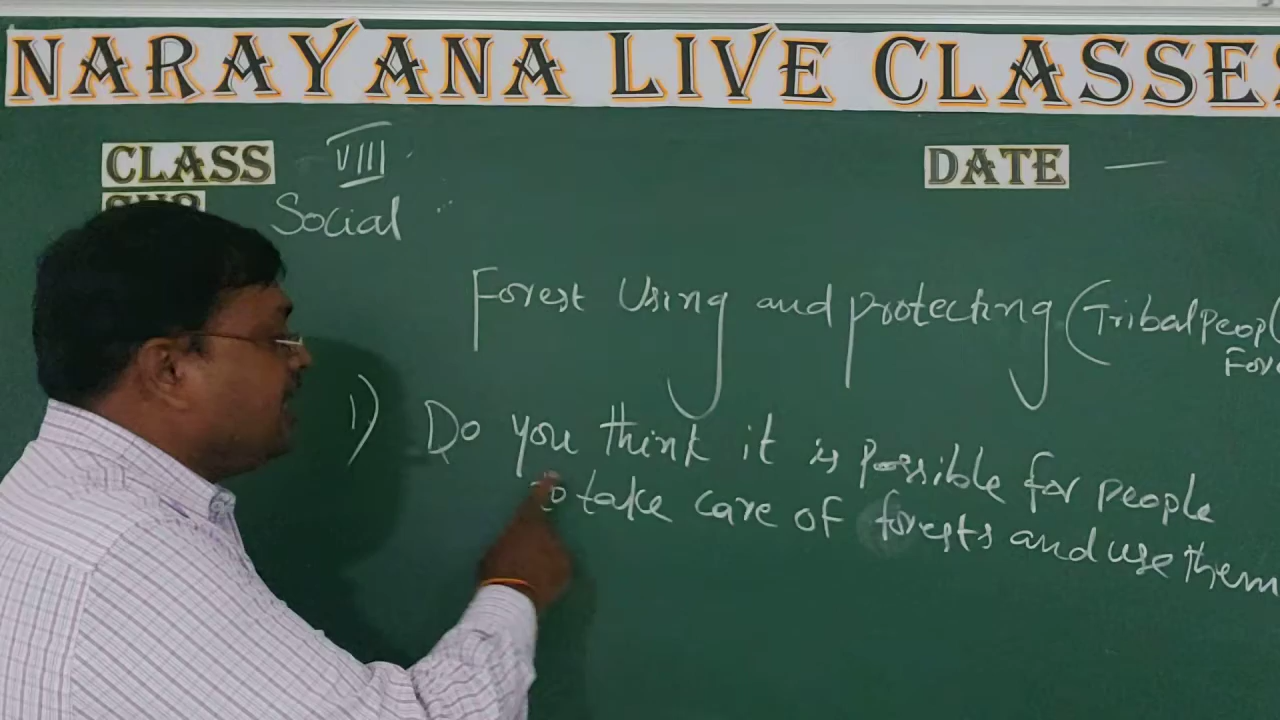 NARAYANA LIVE CLASSES
CLASS VIII
DATE —
SUB Social
Forest Using and protecting (Tribal Peopl
Fore
1) Do you think it is possible for people
to take care of forests and use them